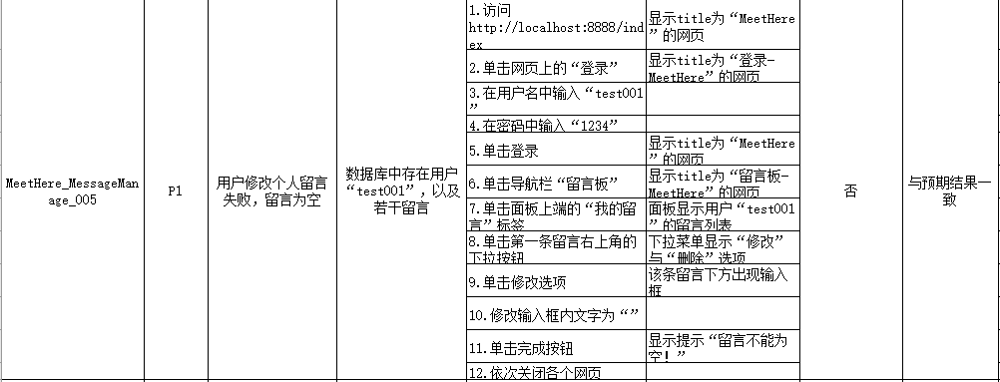 MeetHere_MessageMan
age_005
P1
用户修改个人留言
失败，留言为空
数据库中存在用户
“test001”，以及
若干留言
1.访问
http://localhost:8888/ind
ex
显示title为“MeetHere
”的网页
2.单击网页上的“登录”
显示title为“登录-
MeetHere”的网页
3.在用户名中输入“test001
”
4.在密码中输入“1234”
5.单击登录
显示title为“MeetHere
”的网页
6.单击导航栏“留言板”
显示title为“留言板-
MeetHere”的网页
7.单击面板上端的“我的留
言”标签
面板显示用户“test001
”的留言列表
8.单击第一条留言右上角的
下拉按钮
下拉菜单显示“修改”
与“删除”选项
9.单击修改选项
该条留言下方出现输入
框
10.修改输入框内文字为“”
11.单击完成按钮
显示提示“留言不能为
空！”
12.依次关闭各个网页
否
与预期结果一
致